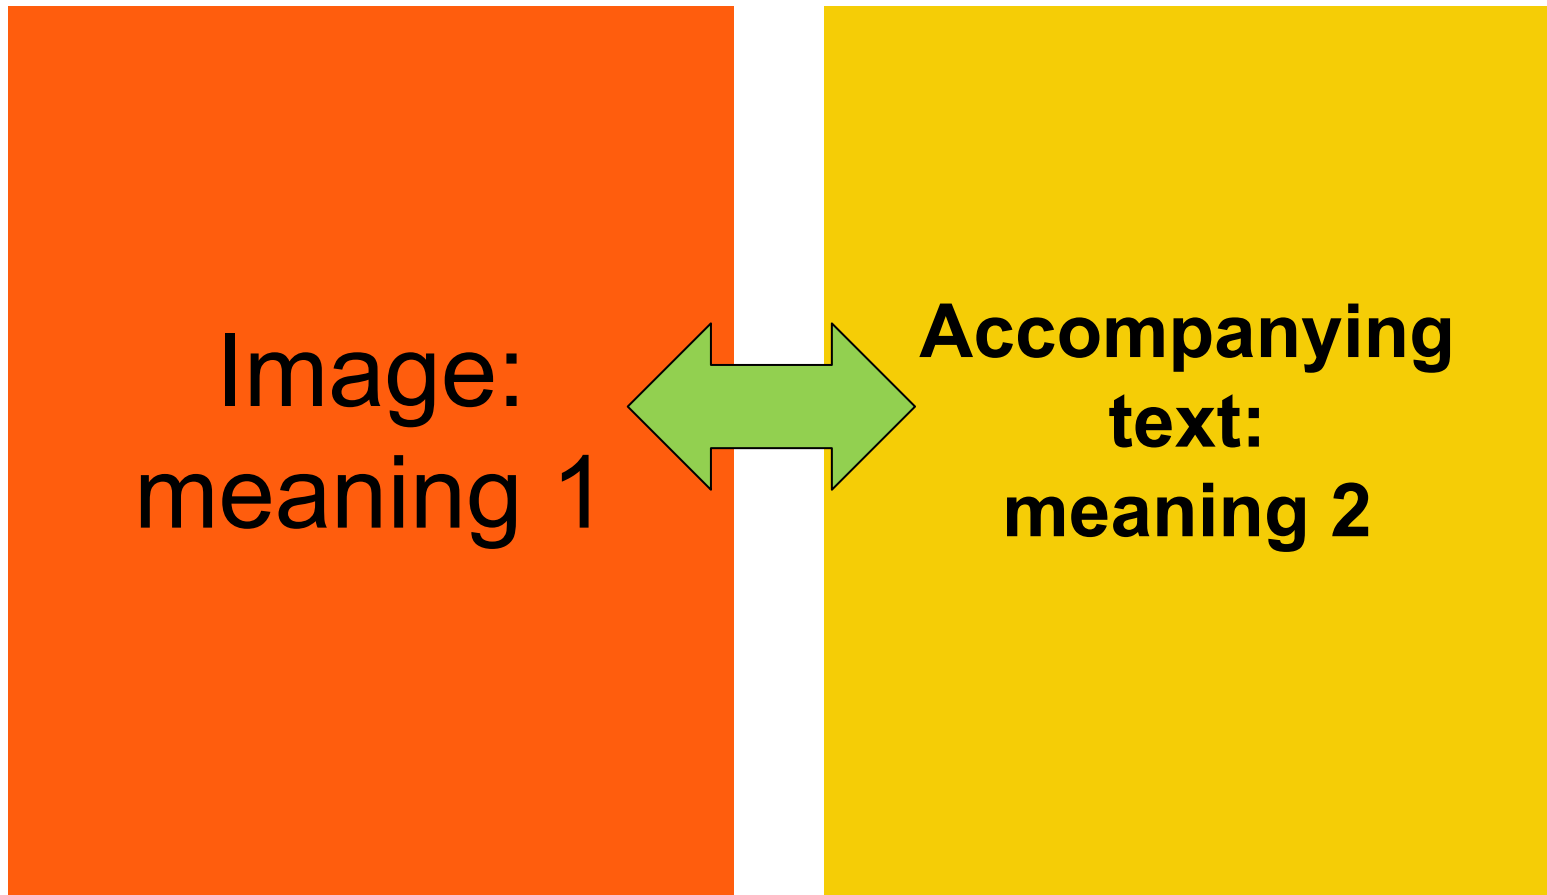 Image:
meaning 1
Accompanying
text:
meaning 2